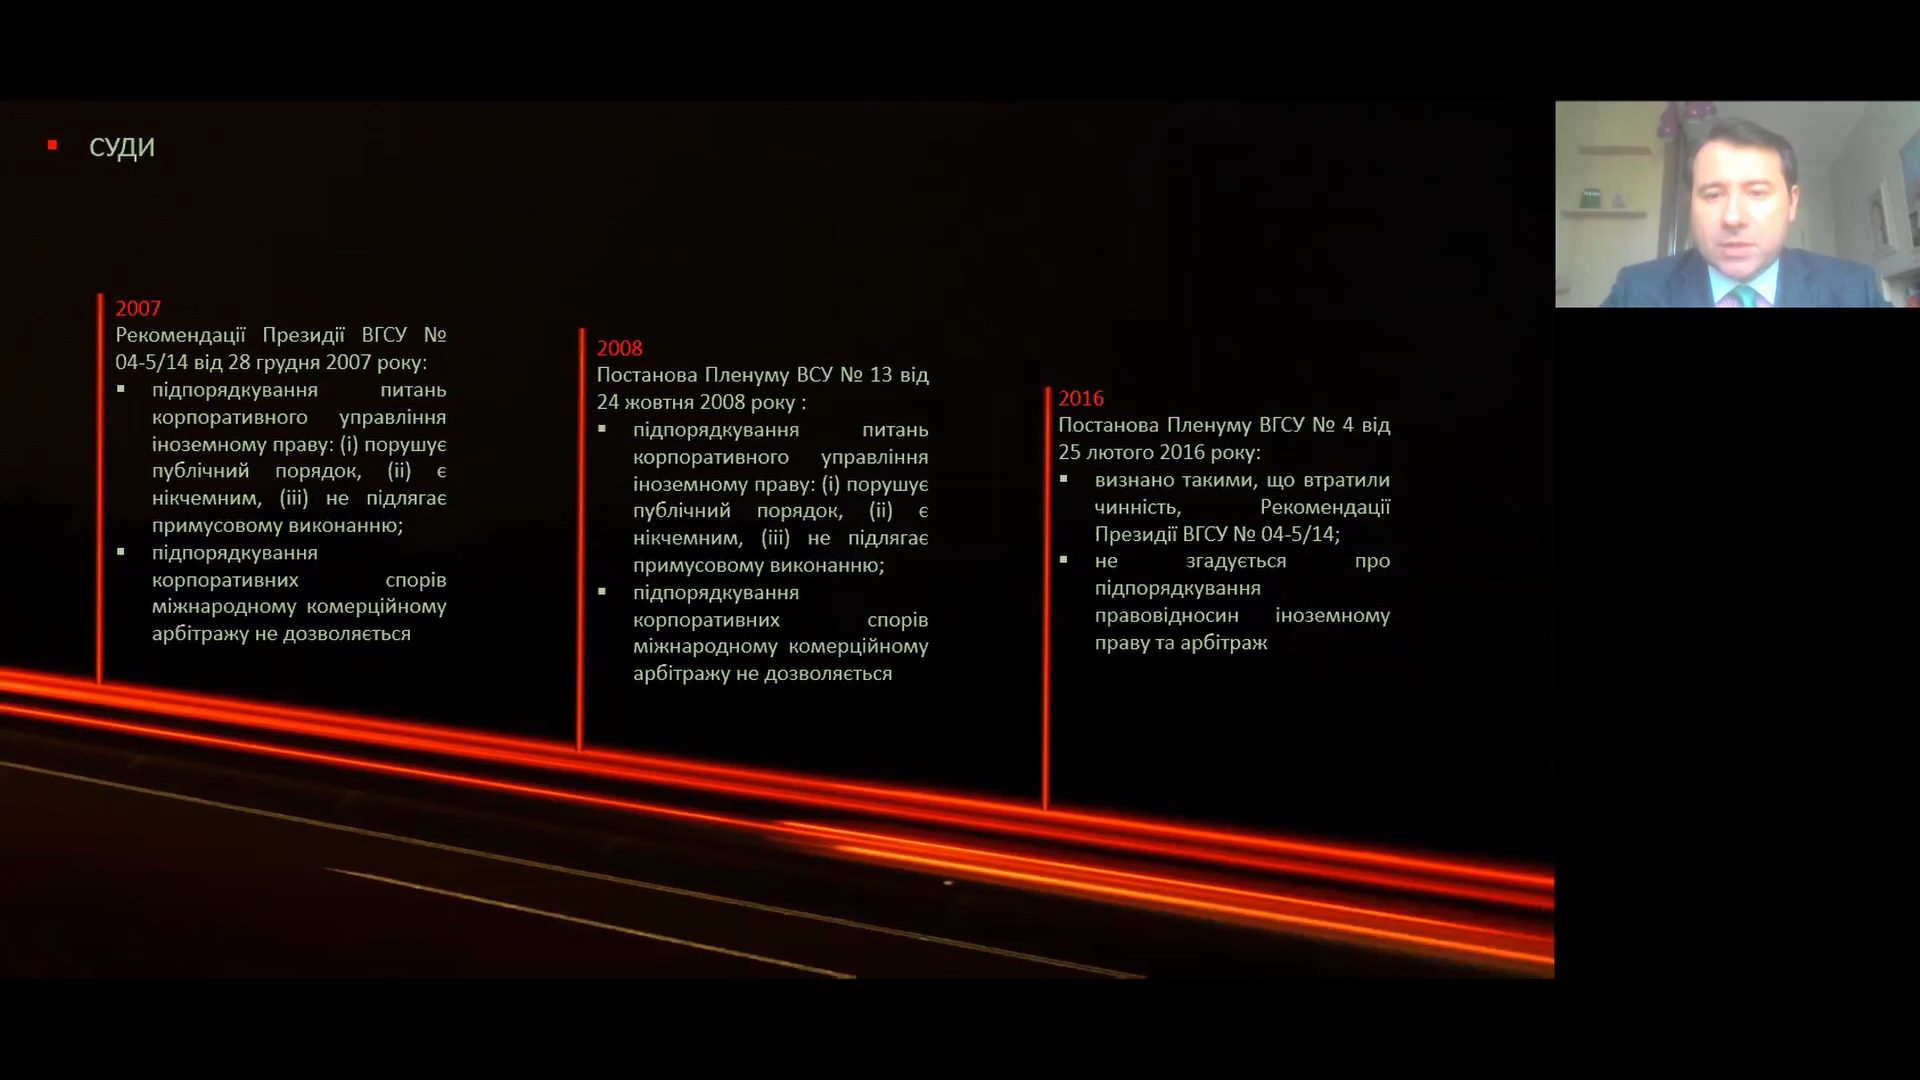 СУДИ
2007
Рекомендації Президії ВГСУ №
04-5/14 від 28 грудня 2007 року:
підпорядкування питань
корпоративного управління
іноземному праву: (i) порушує
публічний порядок, (ii) є
нікчемним, (iii) не підлягає
примусовому виконанню;
підпорядкування
корпоративних спорів
міжнародному комерційному
арбітражу не дозволяється
2008
Постанова Пленуму ВСУ № 13 від
24 жовтня 2008 року :
підпорядкування питань
корпоративного управління
іноземному праву: (i) порушує
публічний порядок, (ii) є
нікчемним, (iii) не підлягає
примусовому виконанню;
підпорядкування
корпоративних спорів
міжнародному комерційному
арбітражу не дозволяється
2016
Постанова Пленуму ВГСУ № 4 від
25 лютого 2016 року:
визнано такими, що втратили
чинність, Рекомендації
Президії ВГСУ № 04-5/14;
не згадується про
підпорядкування
правовідносин іноземному
праву та арбітраж